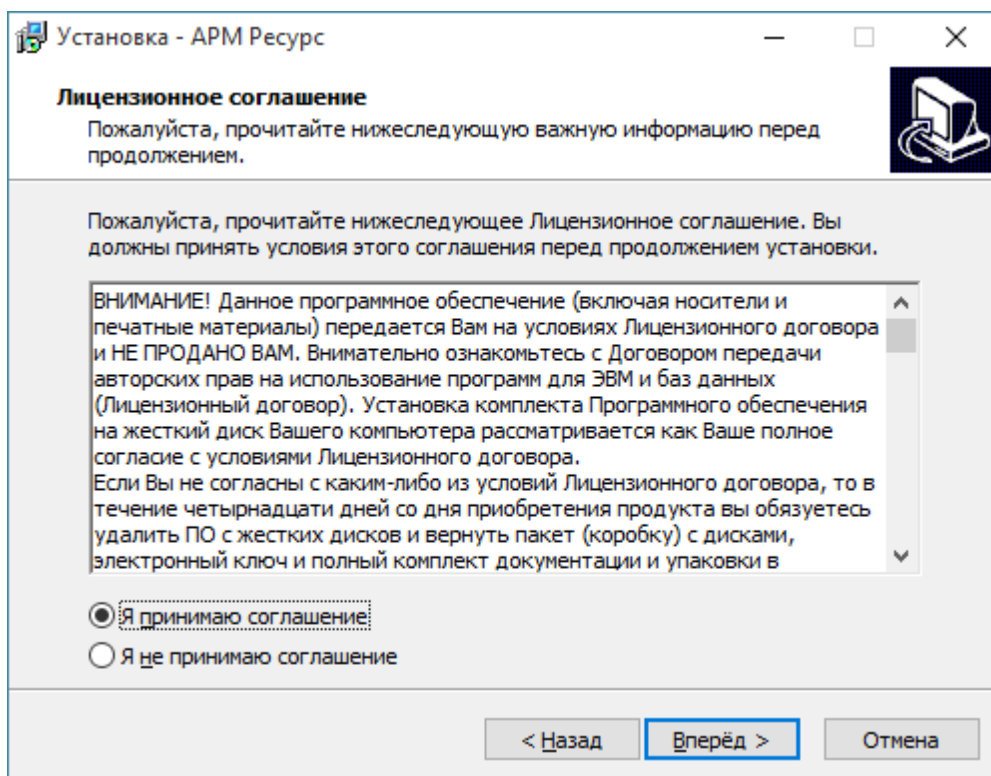 Установка - АРМ Ресурс
Лицензионное соглашение
Пожалуйста, прочитайте нижеследующую важную информацию перед
продолжением.
Пожалуйста, прочитайте нижеследующее Лицензионное соглашение. Вы
должны принять условия этого соглашения перед продолжением установки.
ВНИМАНИЕ! Данное программное обеспечение (включая носители и
печатные материалы) передается Вам на условиях Лицензионного договора
и НЕ ПРОДАНО ВАМ. Внимательно ознакомьтесь с Договором передачи
авторских прав на использование программ для ЭВМ и баз данных
(Лицензионный договор). Установка комплекта Программного обеспечения
на жесткий диск Вашего компьютера рассматривается как Ваше полное
согласие с условиями Лицензионного договора.
Если Вы не согласны с каким-либо из условий Лицензионного договора, то в
течение четырнадцати дней со дня приобретения продукта вы обязуетесь
удалить ПО с жестких дисков и вернуть пакет (коробку) с дисками,
электронный ключ и полный комплект документации и упаковки в
Я принимаю соглашение
Я не принимаю соглашение
< Назад Вперёд > Отмена